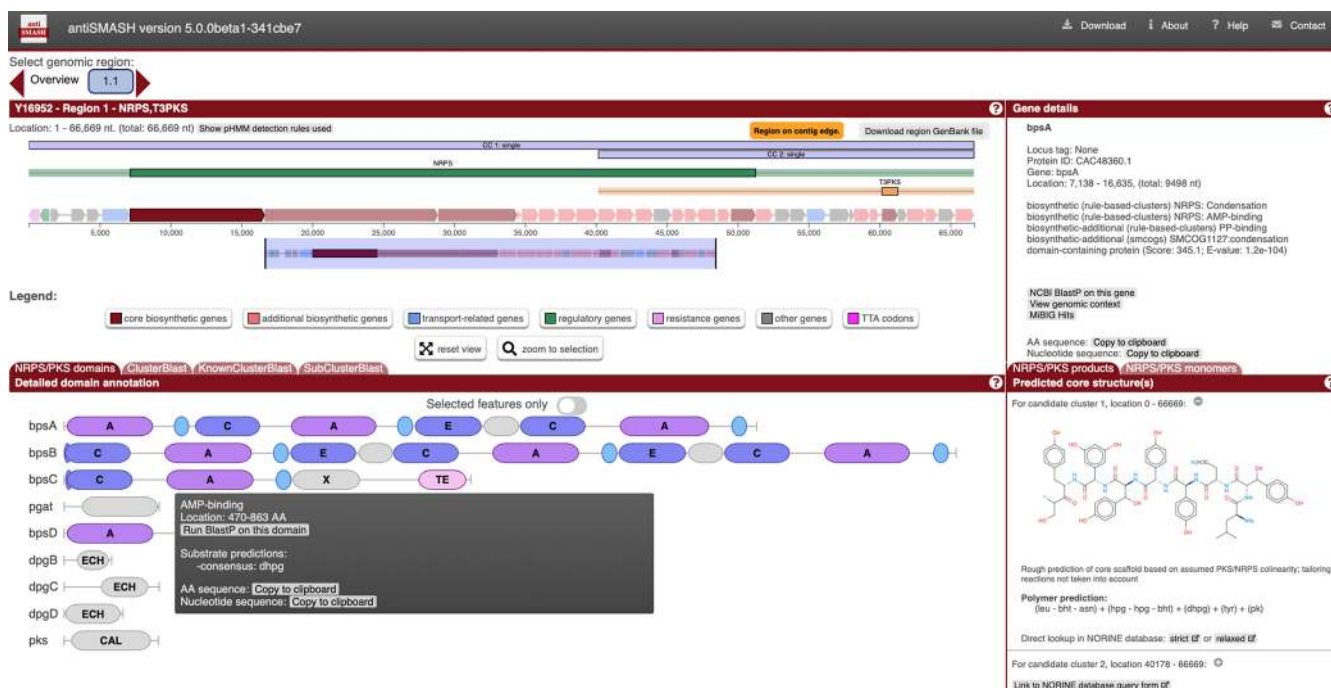 anti
SMASH
antiSMASH version 5.0.0beta1-341cbe7
Download
About
? Help
Contact
Select genomic region:
Overview
1.1
Y16952 - Region 1 - NRPS,T3PKS
Location: 1 - 66,669 nt. (total: 66,669 nt) Show pHMM detection rules used
Region on contig edge.
Download region GenBank file
CC 1: single
CC 2: single
NRPS
T3PKS
5,000
10,000
15,000
20,000
25,000
30,000
35,000
40,000
45,000
50,000
55,000
60,000
65,000
Legend:
core biosynthetic genes
additional biosynthetic genes
transport-related genes
regulatory genes
resistance genes
other genes
TTA codons
reset view
zoom to selection
Gene details
bpsA
Locus tag: None
Protein ID: CAC48360.1
Gene: bpsA
Location: 7,138 - 16,635, (total: 9498 nt)
biosynthetic (rule-based-clusters) NRPS: Condensation
biosynthetic (rule-based-clusters) NRPS: AMP-binding
biosynthetic-additional (rule-based-clusters) PP-binding
biosynthetic-additional (smcogs) SMCOG1127:condensation
domain-containing protein (Score: 345.1; E-value: 1.2e-104)
NCBI BlastP on this gene
View genomic context
MiBIG Hits
AA sequence: Copy to clipboard
Nucleotide sequence: Copy to clipboard
NRPS/PKS domains
ClusterBlast
KnownClusterBlast
SubClusterBlast
Detailed domain annotation
Selected features only
bpsA A C A E C A
bpsB C A E C A E C A
bpsC C A X TE
pgat
bpsD A
dpgB ECH
dpgC ECH
dpgD ECH
pks CAL
AMP-binding
Location: 470-863 AA
Run BlastP on this domain
Substrate predictions:
-consensus: dhpg
AA sequence: Copy to clipboard
Nucleotide sequence: Copy to clipboard
NRPS/PKS products
NRPS/PKS monomers
Predicted core structure(s)
For candidate cluster 1, location 0 - 66669:
Rough prediction of core scaffold based on assumed PKS/NRPS colinearity; tailoring
reactions not taken into account
Polymer prediction:
(leu - bht - asn) + (hpg - hpg - bht) + (dhpg) + (tyr) + (pk)
Direct lookup in NORINE database: strict or relaxed
For candidate cluster 2, location 40178 - 66669:
Link to NORINE database query form